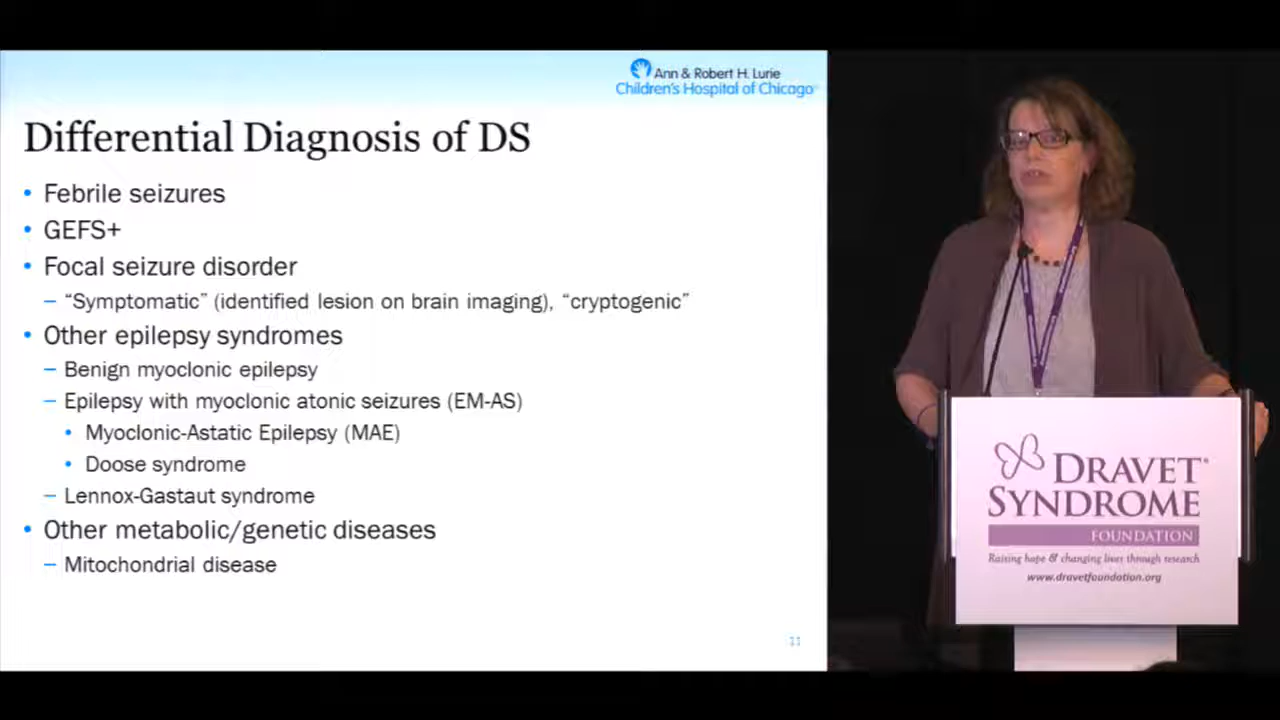 Ann & Robert H. Lurie
Children's Hospital of Chicago
Differential Diagnosis of DS
• Febrile seizures
• GEFS+
• Focal seizure disorder
– “Symptomatic” (identified lesion on brain imaging), “cryptogenic”
• Other epilepsy syndromes
– Benign myoclonic epilepsy
– Epilepsy with myoclonic atonic seizures (EM-AS)
• Myoclonic-Astatic Epilepsy (MAE)
• Doose syndrome
– Lennox-Gastaut syndrome
• Other metabolic/genetic diseases
– Mitochondrial disease
11
DRAVET
SYNDROME
FOUNDATION
Raising hope & changing lives through research
www.dravetfoundation.org